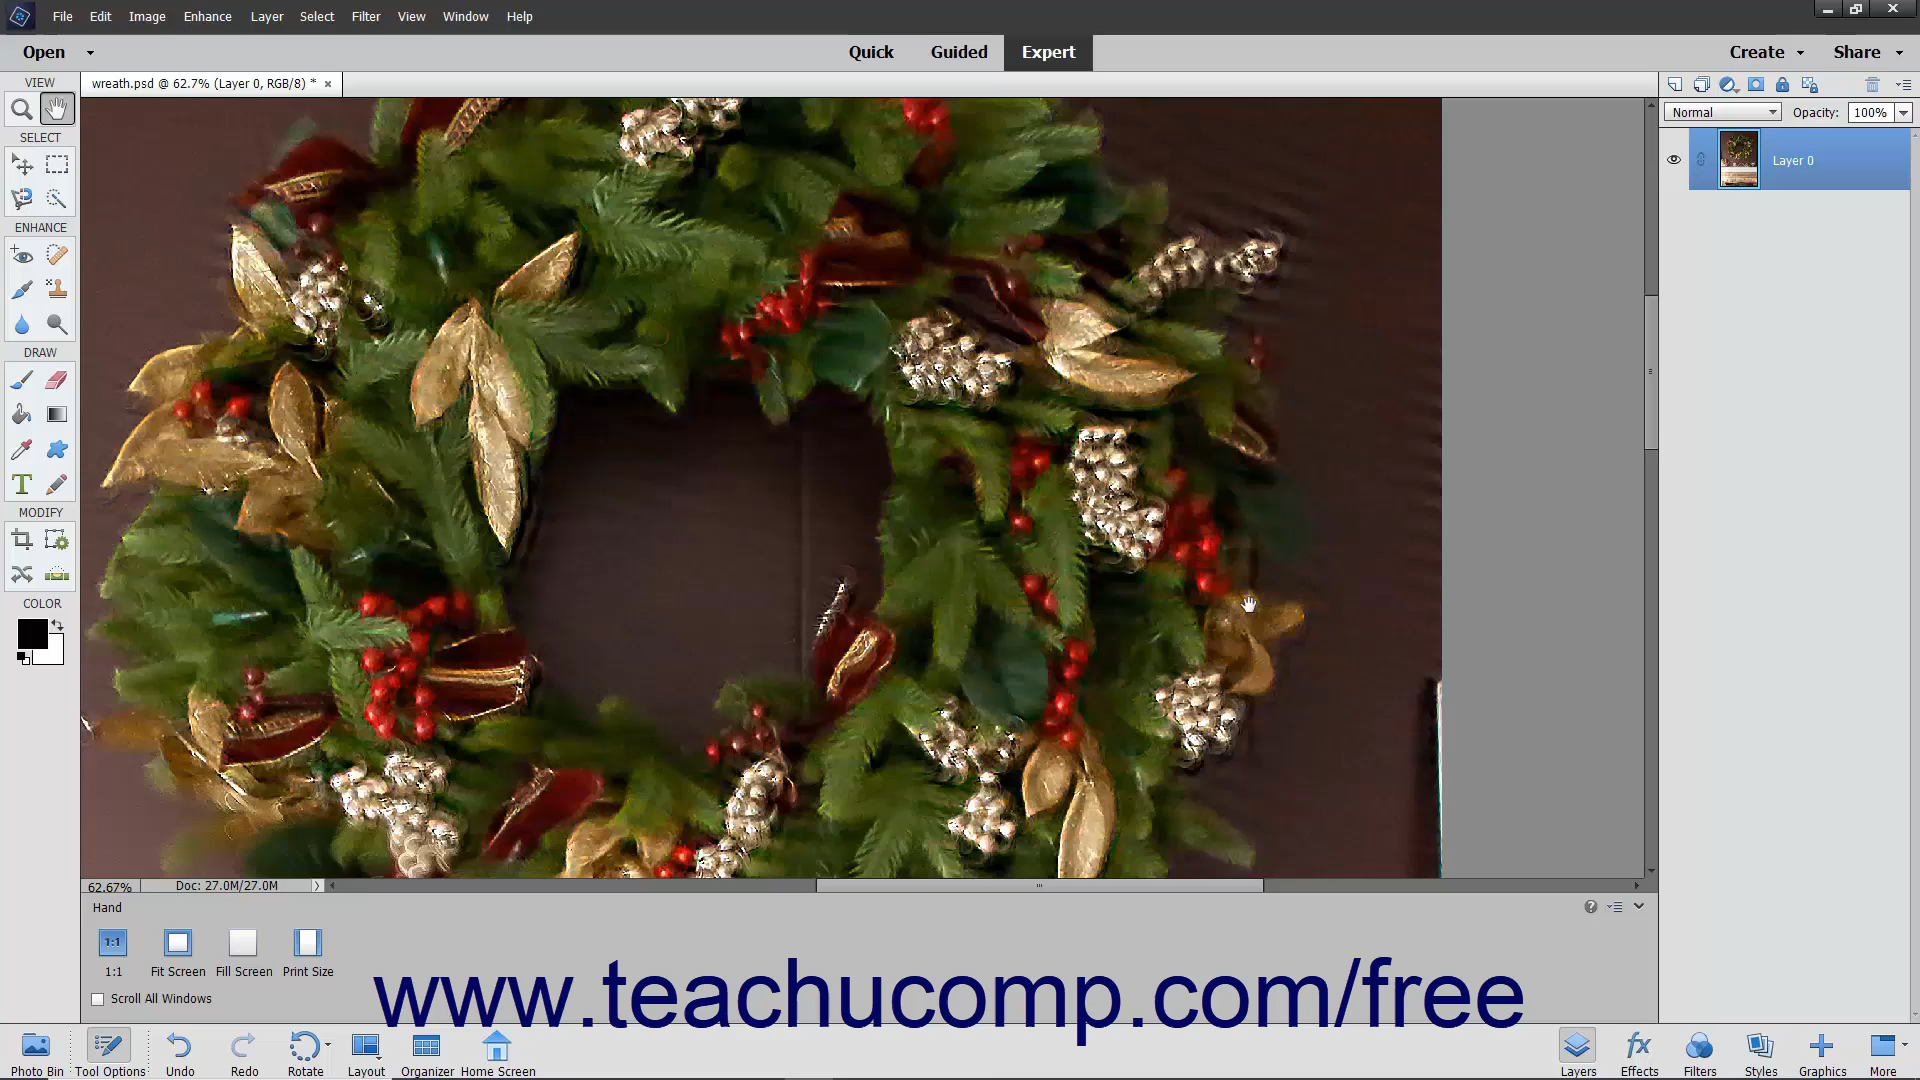 File Edit Image Enhance Layer Select Filter View Window Help
Open Quick Guided Expert Create Share
VIEW
wreath.psd @ 62.7% (Layer 0, RGB/8) * ×
Normal Opacity: 100%
SELECT
Layer 0
ENHANCE
DRAW
T
MODIFY
COLOR
62.67% Doc: 27.0M/27.0M
Hand
1:1
1:1 Fit Screen Fill Screen Print Size
Scroll All Windows
www.teachucomp.com/free
fx
Photo Bin Tool Options Undo Redo Rotate Layout Organizer Home Screen Layers Effects Filters Styles Graphics More